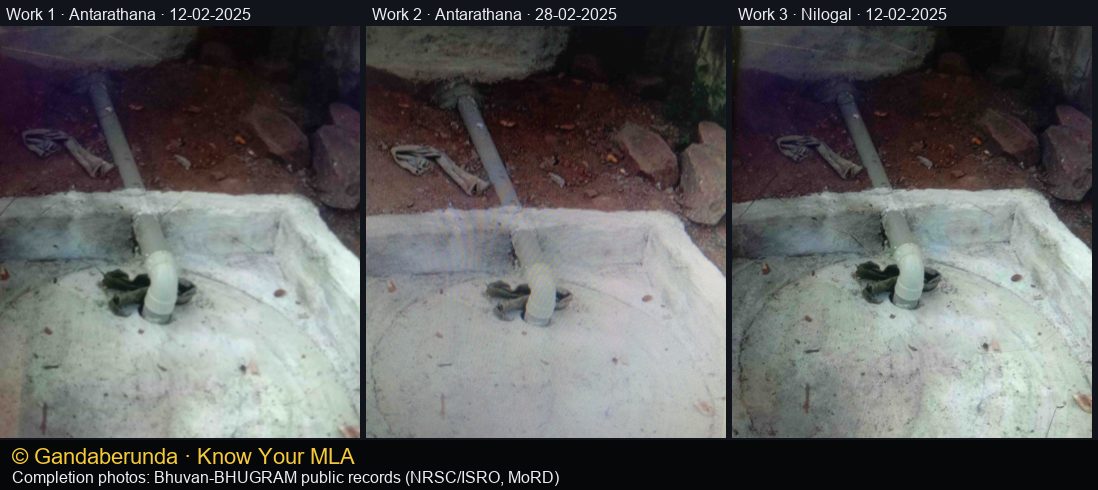 Work 1 · Antarathana · 12-02-2025
Work 2 · Antarathana · 28-02-2025
Work 3 · Nilogal · 12-02-2025
© Gandaberunda · Know Your MLA
Completion photos: Bhuvan-BHUGRAM public records (NRSC/ISRO, MoRD)